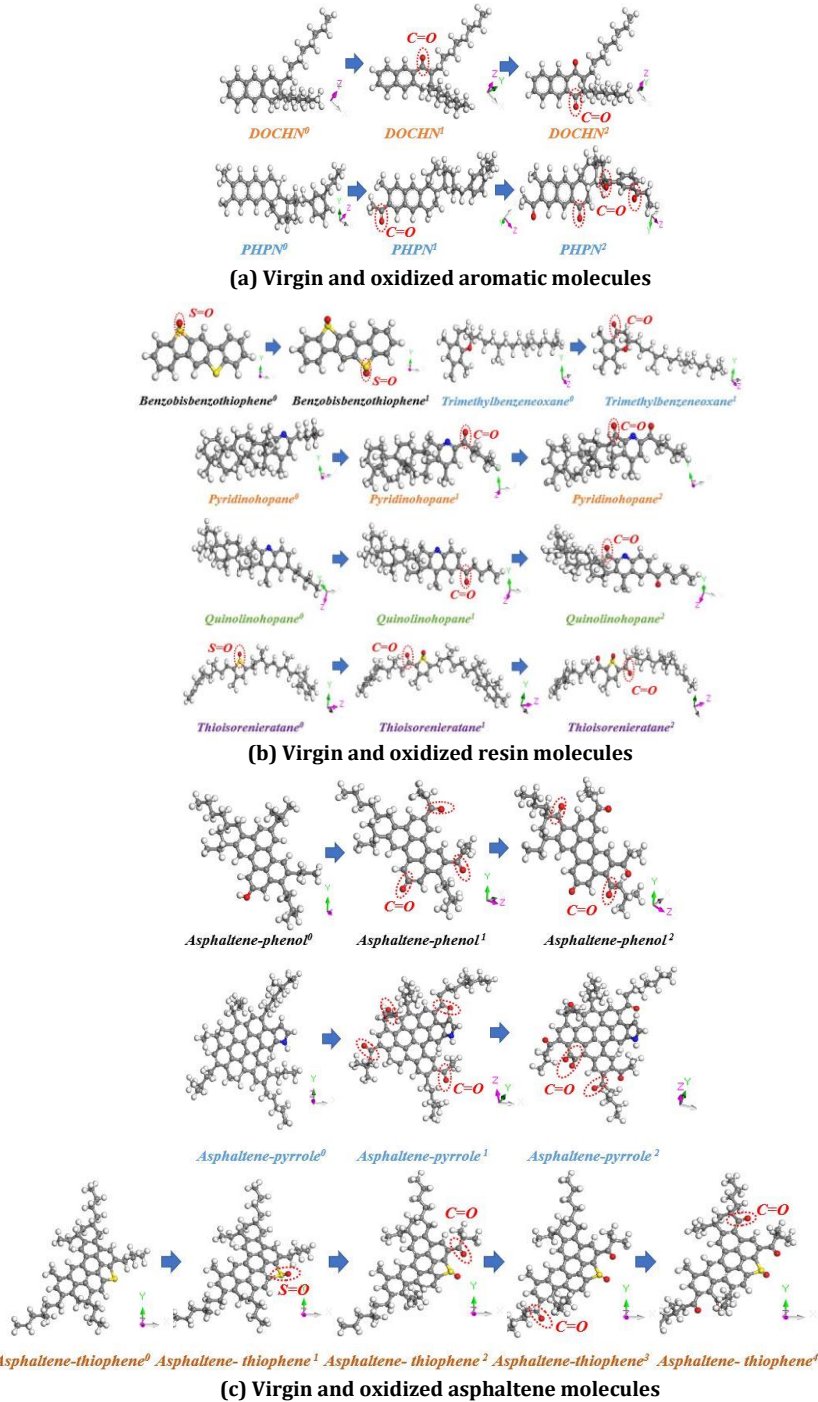 C=O
C=O
DOCHN⁰ DOCHN¹ DOCHN²
C=O C=O
PHPN⁰ PHPN¹ PHPN²
(a) Virgin and oxidized aromatic molecules
S=O S=O C=O
Benzobisbenzothiophene⁰ Benzobisbenzothiophene¹ Trimethylbenzeneoxane⁰ Trimethylbenzeneoxane¹
C=O C=O
Pyridinohopane⁰ Pyridinohopane¹ Pyridinohopane²
C=O C=O
Quinolinohopane⁰ Quinolinohopane¹ Quinolinohopane²
S=O C=O C=O
Thioisorenieratane⁰ Thioisorenieratane¹ Thioisorenieratane²
(b) Virgin and oxidized resin molecules
C=O C=O
Asphaltene-phenol⁰ Asphaltene-phenol¹ Asphaltene-phenol²
C=O C=O
Asphaltene-pyrrole⁰ Asphaltene-pyrrole¹ Asphaltene-pyrrole²
S=O C=O C=O C=O
Asphaltene-thiophene⁰ Asphaltene- thiophene¹ Asphaltene- thiophene² Asphaltene-thiophene³ Asphaltene- thiophene⁴
(c) Virgin and oxidized asphaltene molecules